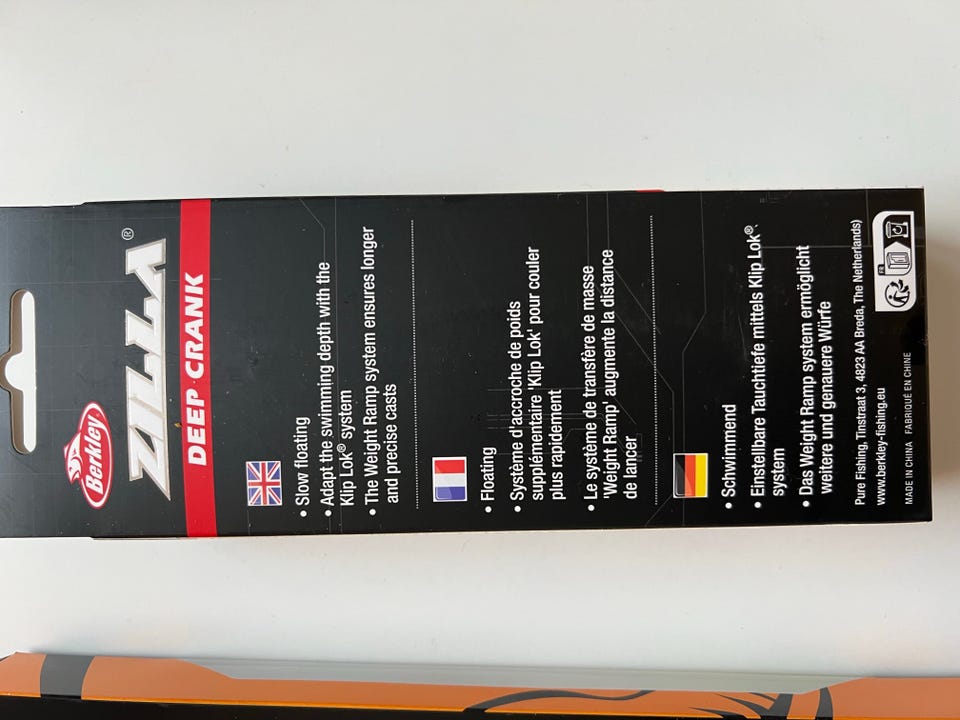 Berkley
ZILLA®
DEEP CRANK
• Slow floating
• Adapt the swimming depth with the
Klip Lok® system
• The Weight Ramp system ensures longer
and precise casts
• Floating
• Système d'accroche de poids
supplémentaire 'Klip Lok' pour couler
plus rapidement
• Le système de transfère de masse
'Weight Ramp' augmente la distance
de lancer
• Schwimmend
• Einstellbare Tauchtiefe mittels Klip Lok®
system
• Das Weight Ramp system ermöglicht
weitere und genauere Würfe
Pure Fishing, Tinstraat 3, 4823 AA Breda, The Netherlands)
www.berkley-fishing.eu
MADE IN CHINA FABRIQUÉ EN CHINE
FR